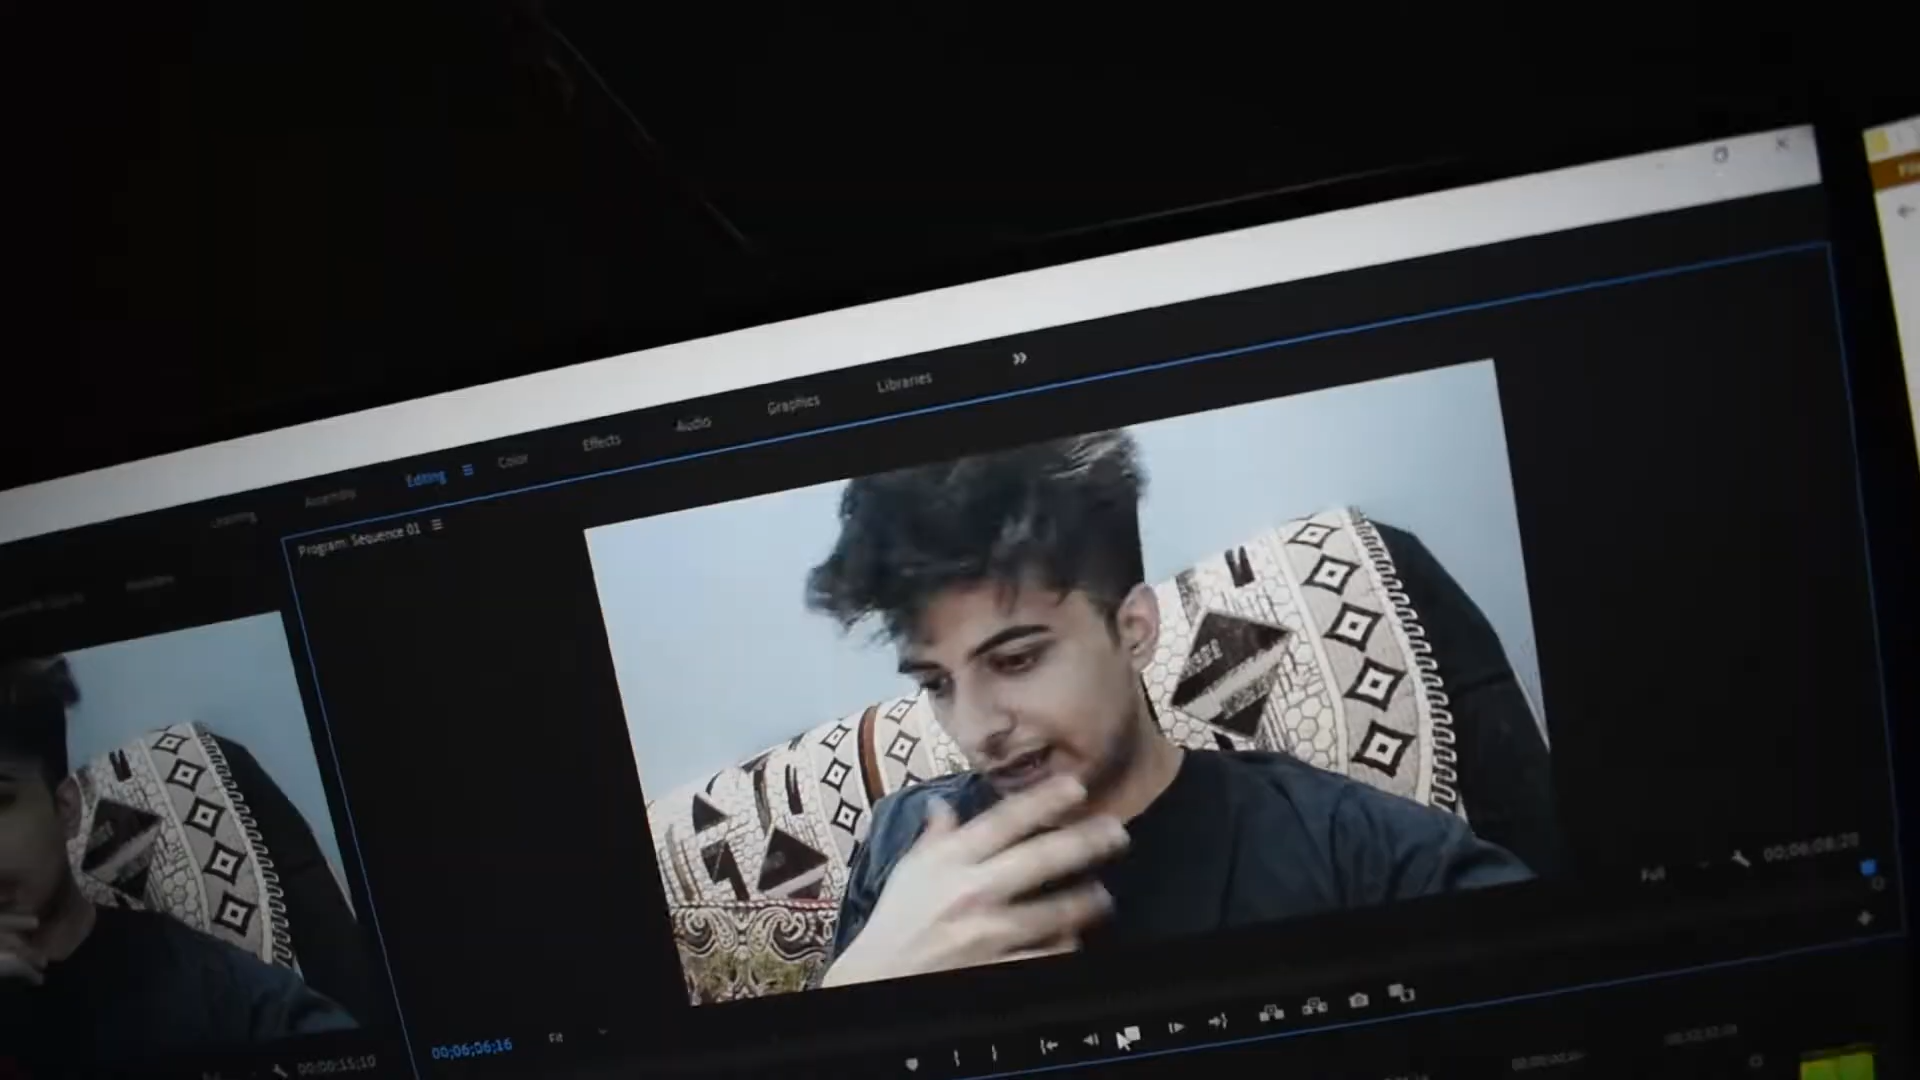 Learning
Assembly
Editing
Color
Effects
Audio
Graphics
Libraries
»
Program: Sequence 01
Full
00;06;08;20
00;06;06;16
Fit
00;00;15;10